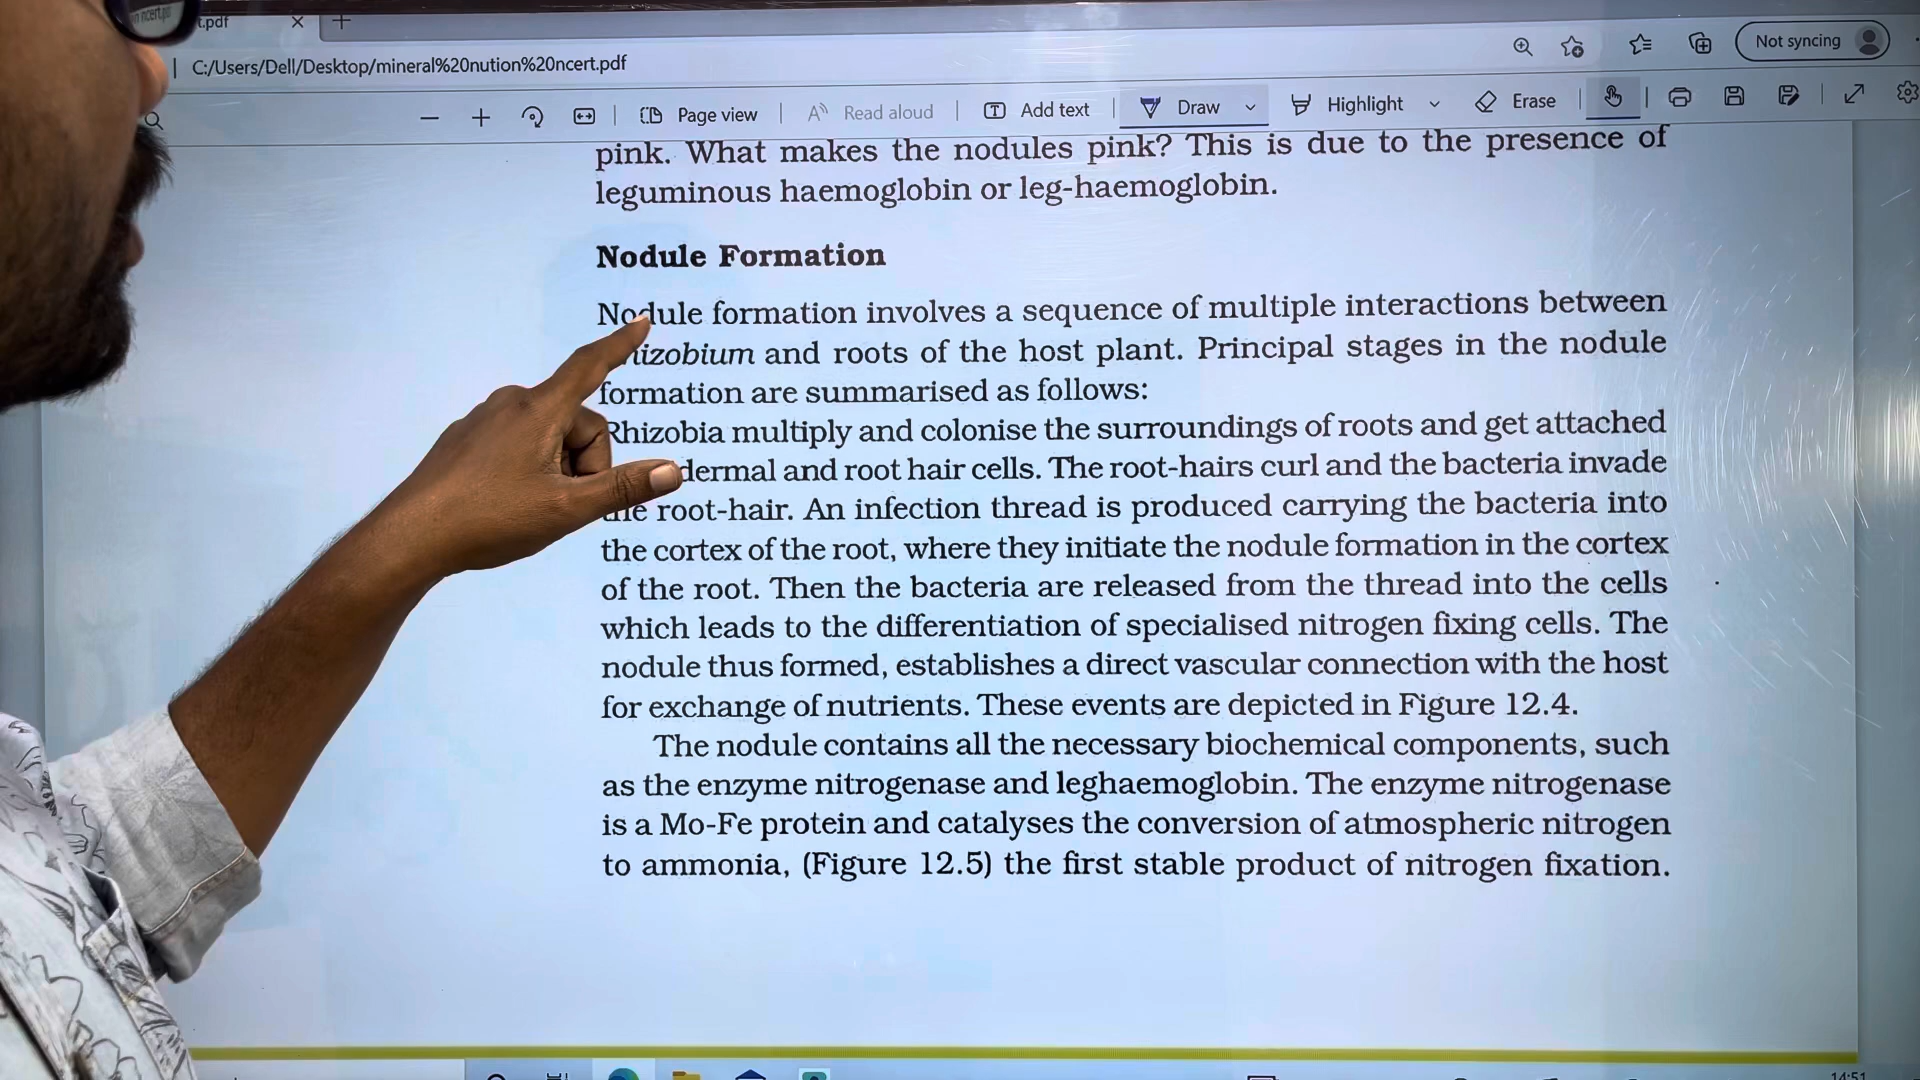 t.pdf
C:/Users/Dell/Desktop/mineral%20nution%20ncert.pdf
Not syncing
Page view
Read aloud
Add text
Draw
Highlight
Erase
pink. What makes the nodules pink? This is due to the presence of
leguminous haemoglobin or leg-haemoglobin.
Nodule Formation
Nodule formation involves a sequence of multiple interactions between
hizobium and roots of the host plant. Principal stages in the nodule
formation are summarised as follows:
Rhizobia multiply and colonise the surroundings of roots and get attached
dermal and root hair cells. The root-hairs curl and the bacteria invade
the root-hair. An infection thread is produced carrying the bacteria into
the cortex of the root, where they initiate the nodule formation in the cortex
of the root. Then the bacteria are released from the thread into the cells
which leads to the differentiation of specialised nitrogen fixing cells. The
nodule thus formed, establishes a direct vascular connection with the host
for exchange of nutrients. These events are depicted in Figure 12.4.
The nodule contains all the necessary biochemical components, such
as the enzyme nitrogenase and leghaemoglobin. The enzyme nitrogenase
is a Mo-Fe protein and catalyses the conversion of atmospheric nitrogen
to ammonia, (Figure 12.5) the first stable product of nitrogen fixation.
14:51